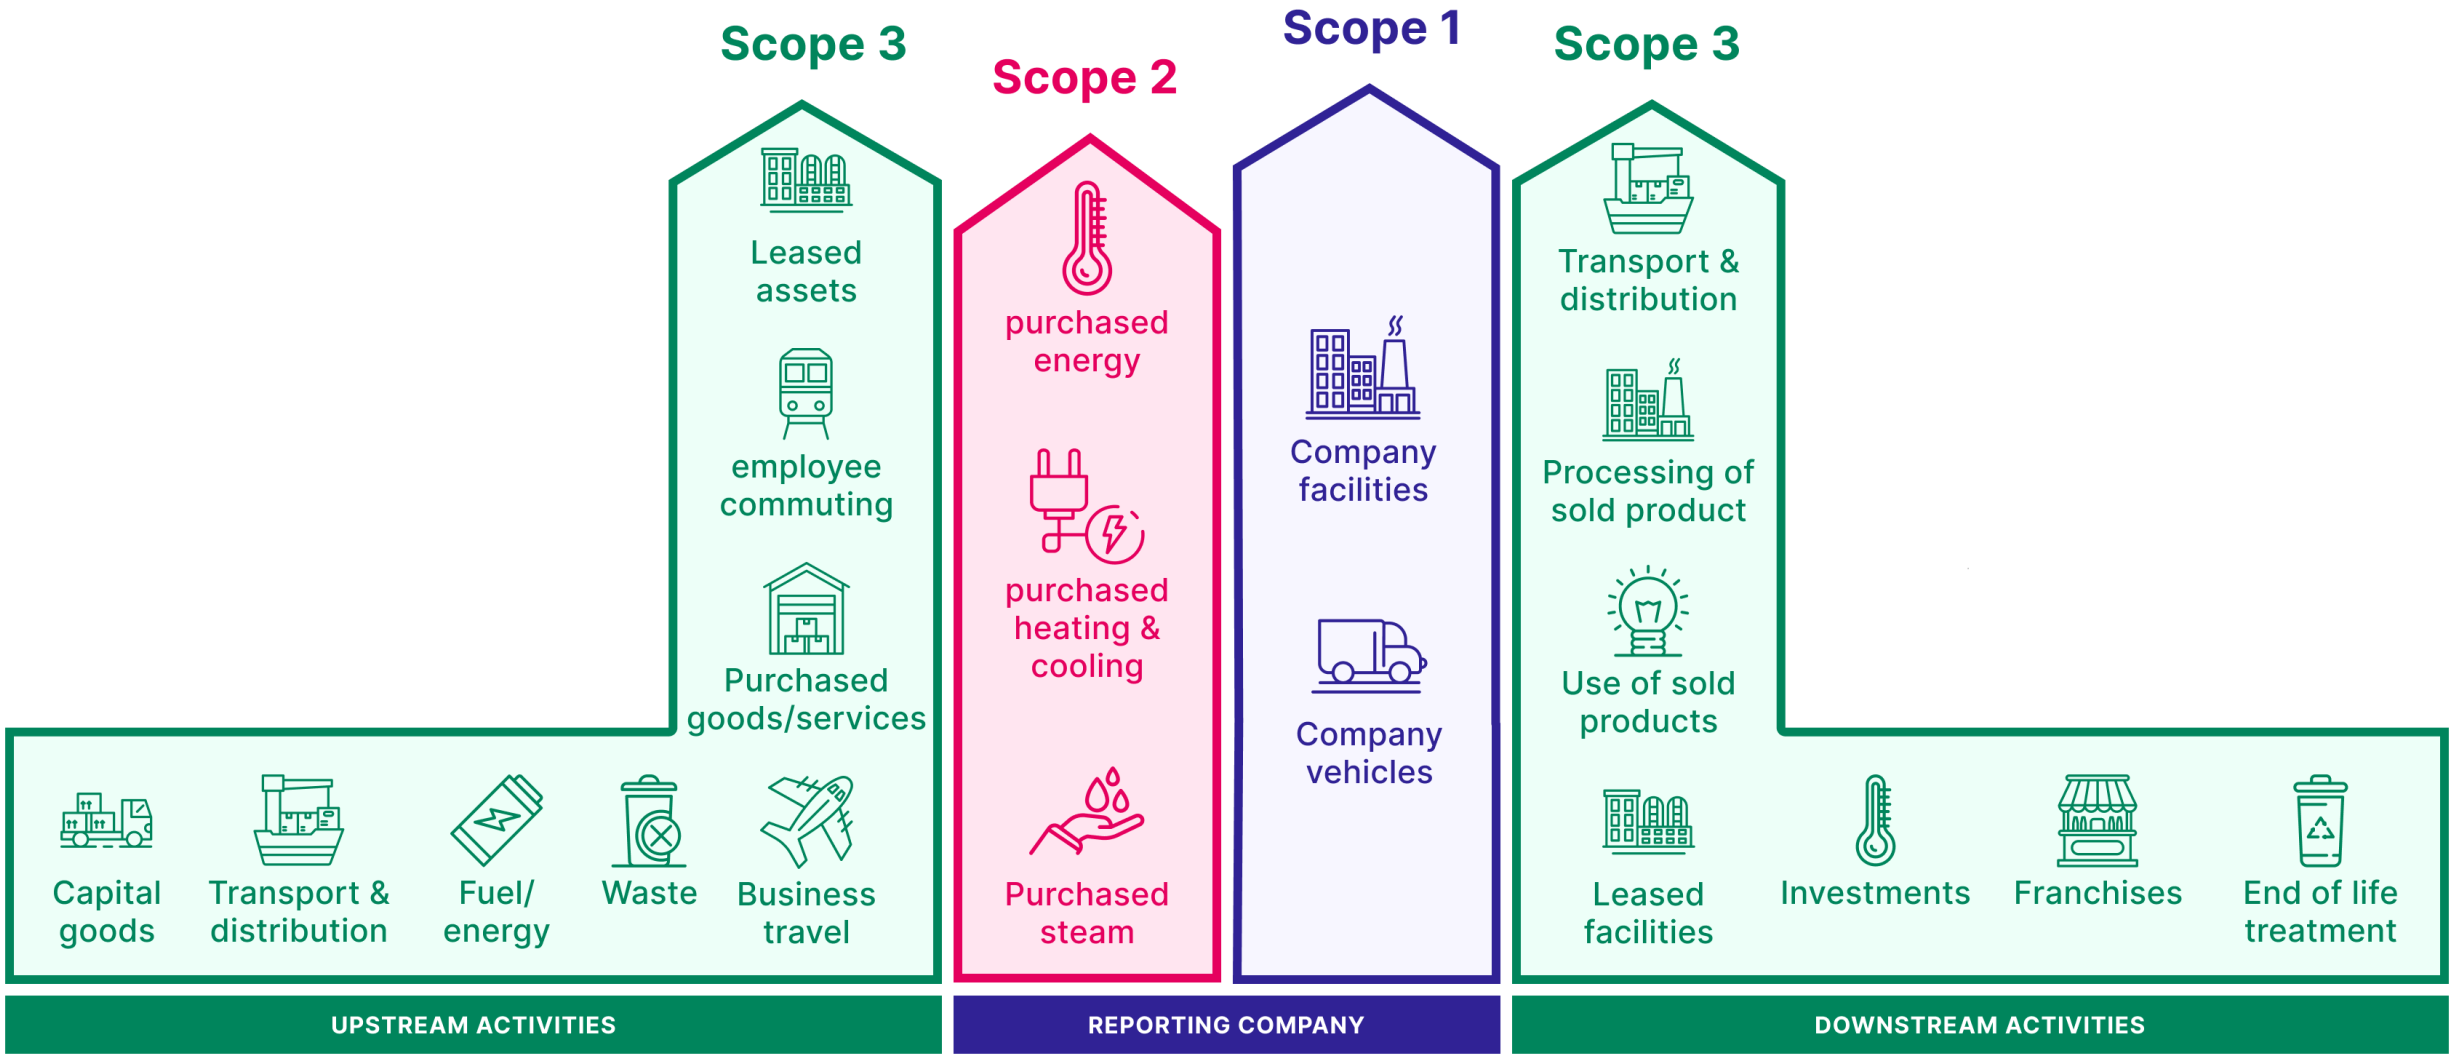 Scope 3
Leased
assets
employee
commuting
Purchased
goods/services
Capital
goods
Transport &
distribution
Fuel/
energy
Waste
Business
travel
UPSTREAM ACTIVITIES
Scope 2
purchased
energy
purchased
heating &
cooling
Purchased
steam
Scope 1
Company
facilities
Company
vehicles
REPORTING COMPANY
Scope 3
Transport &
distribution
Processing of
sold product
Use of sold
products
Leased
facilities
Investments
Franchises
End of life
treatment
DOWNSTREAM ACTIVITIES